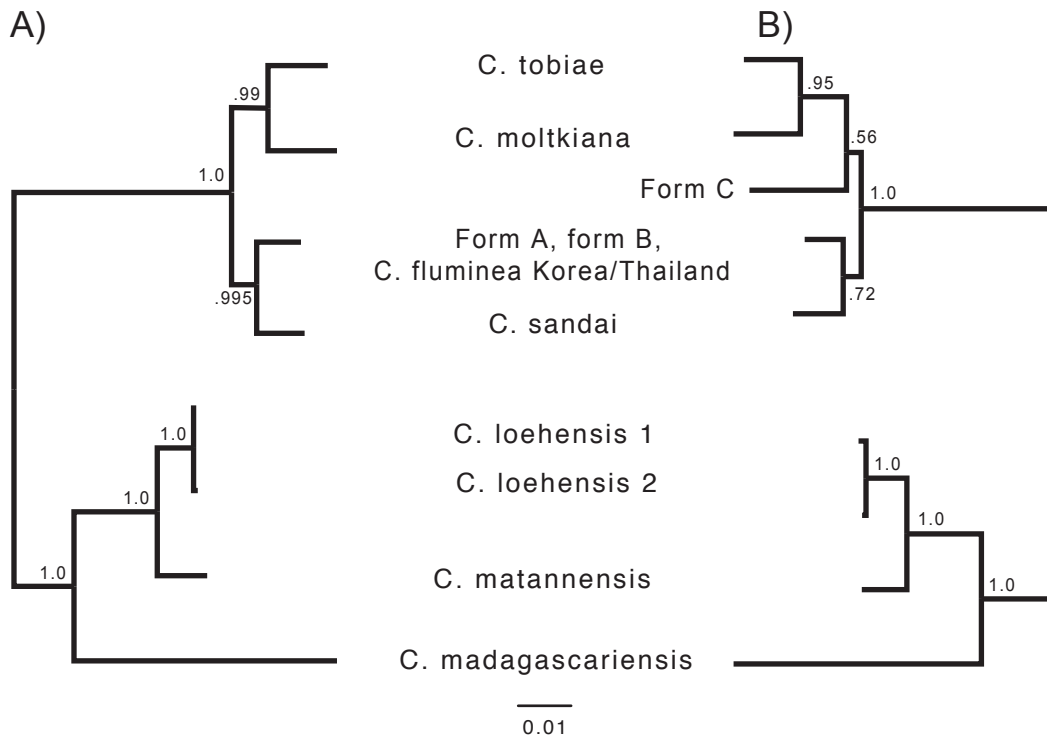 A)
B)
C. tobiae
.99
.95
C. moltkiana
.56
1.0
Form C
1.0
Form A, form B,
C. fluminea Korea/Thailand
.995
.72
C. sandai
1.0
C. loehensis 1
1.0
C. loehensis 2
1.0
1.0
C. matannensis
1.0
1.0
C. madagascariensis
0.01